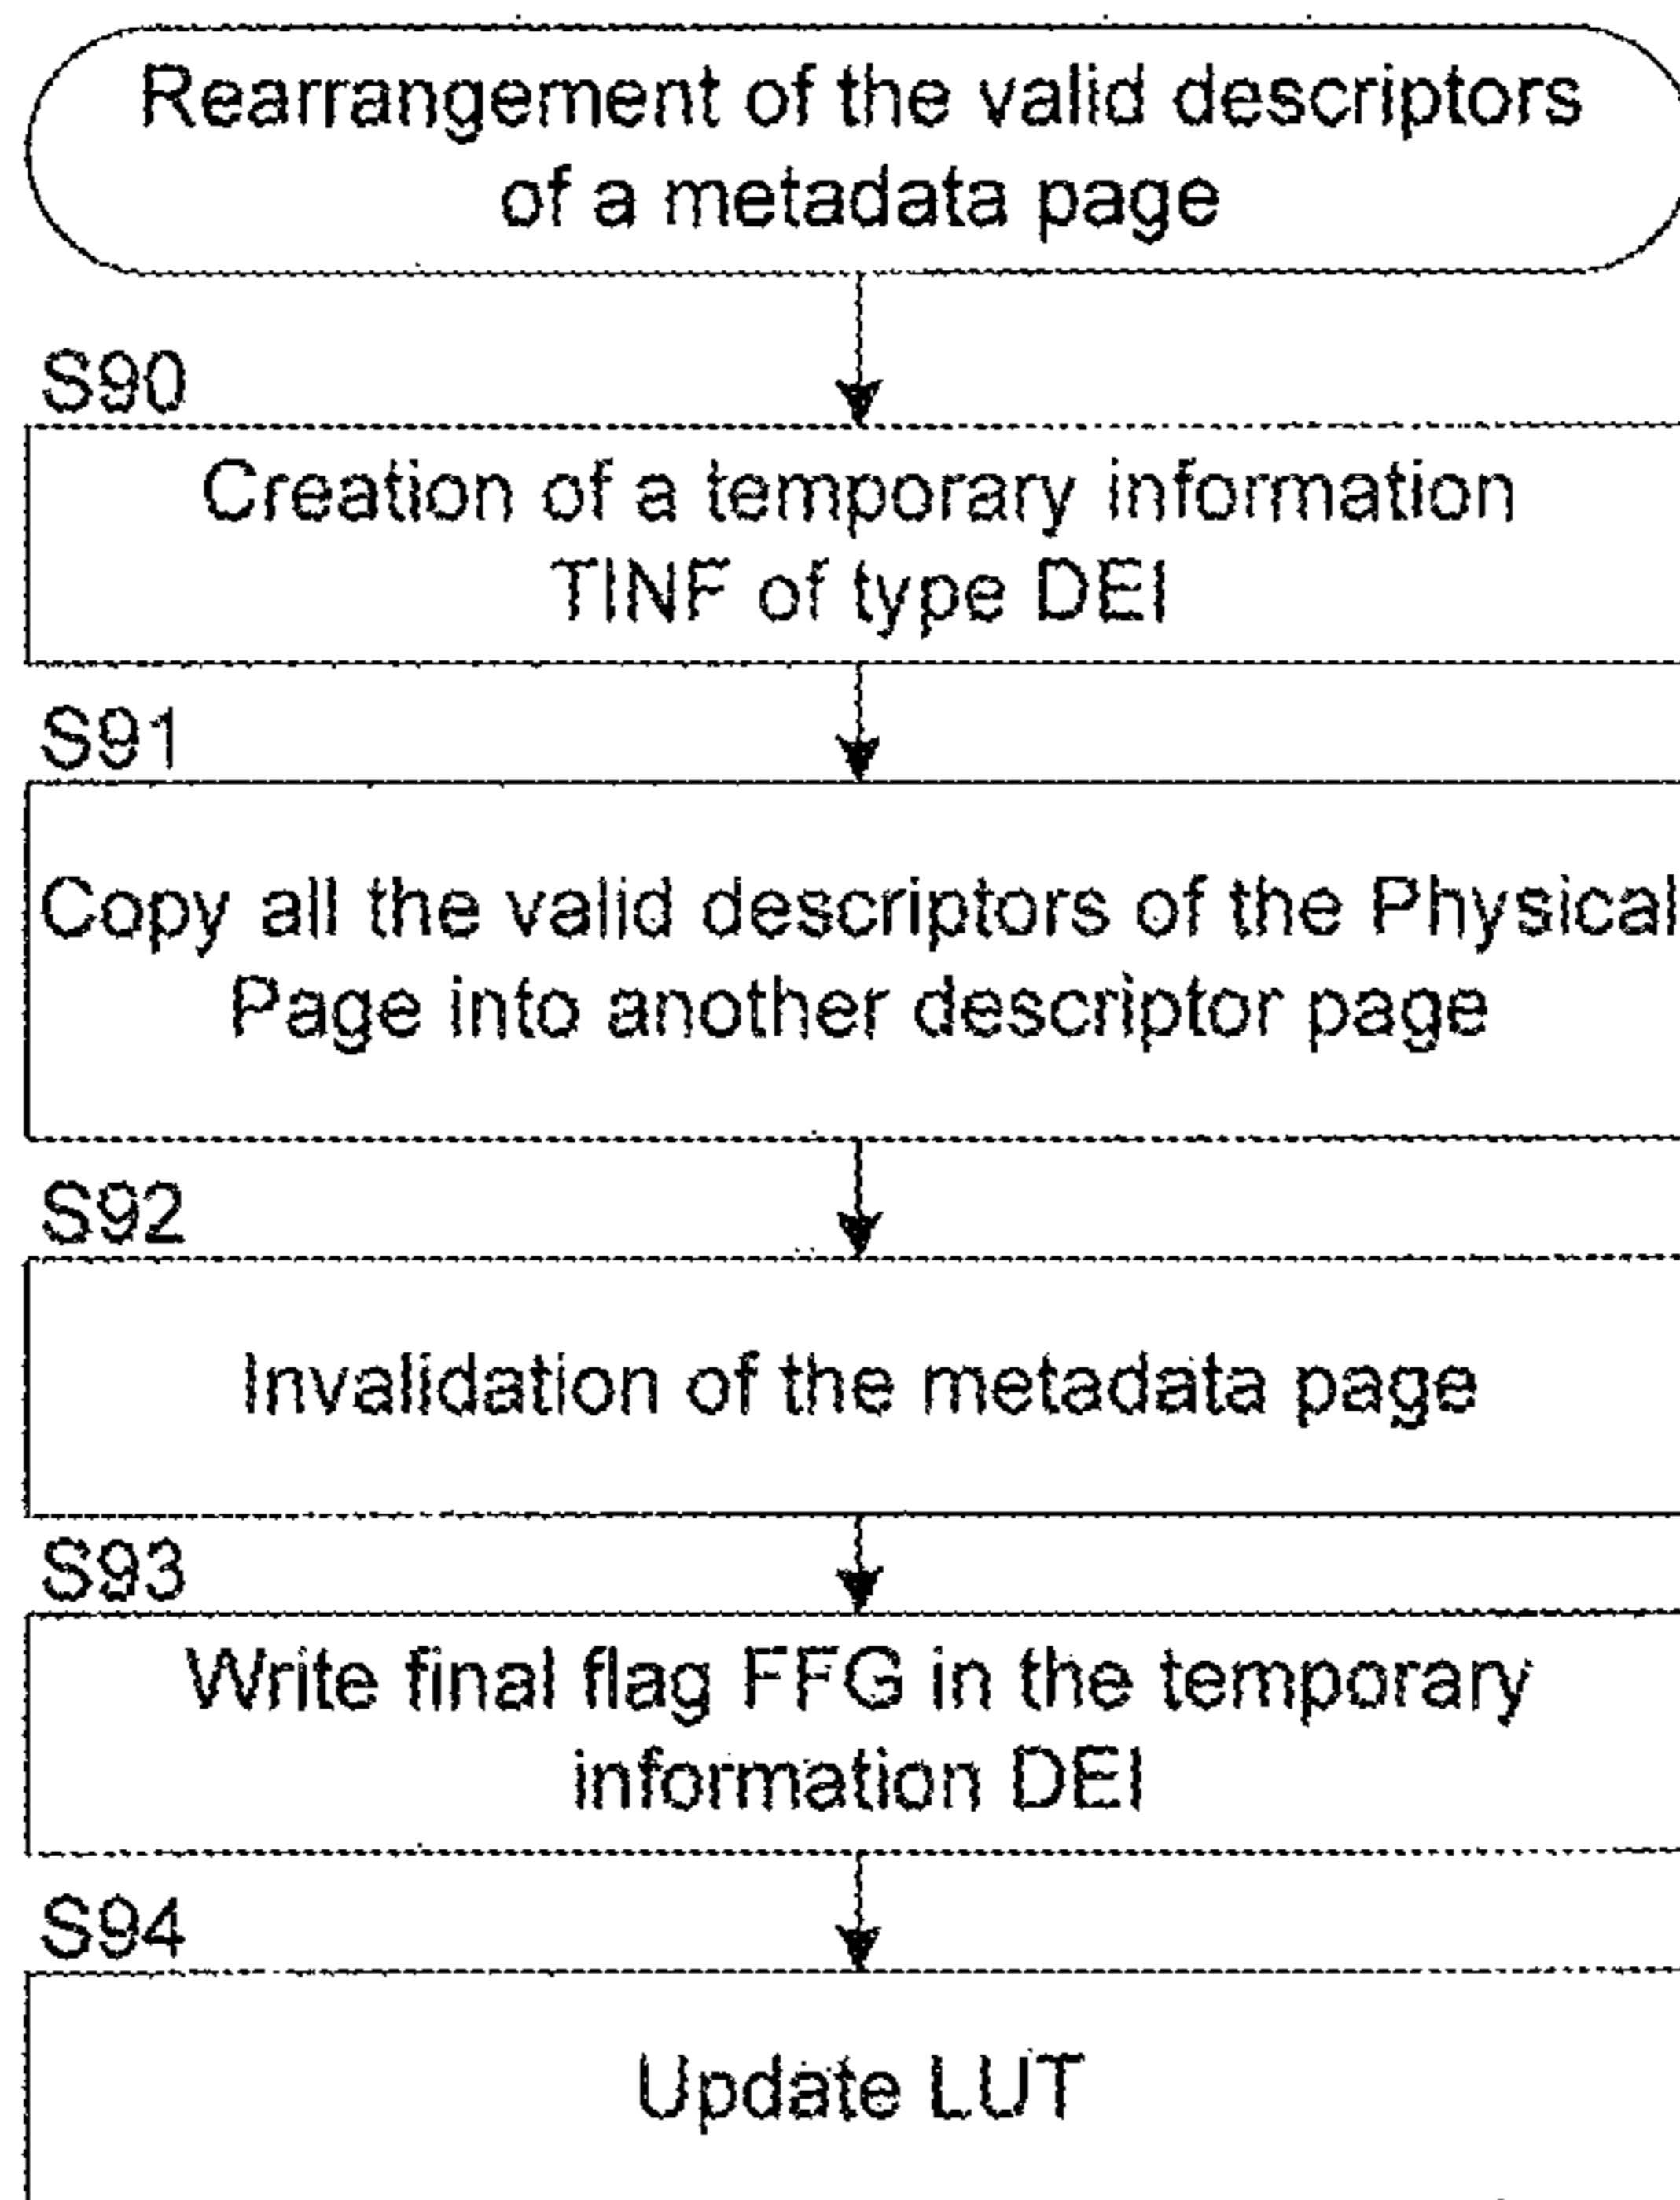 Rearrangement of the valid descriptors
of a metadata page
S90
Creation of a temporary information
TINF of type DEI
S91
Copy all the valid descriptors of the Physical
Page into another descriptor page
S92
Invalidation of the metadata page
S93
Write final flag FFG in the temporary
information DEI
S94
Update LUT